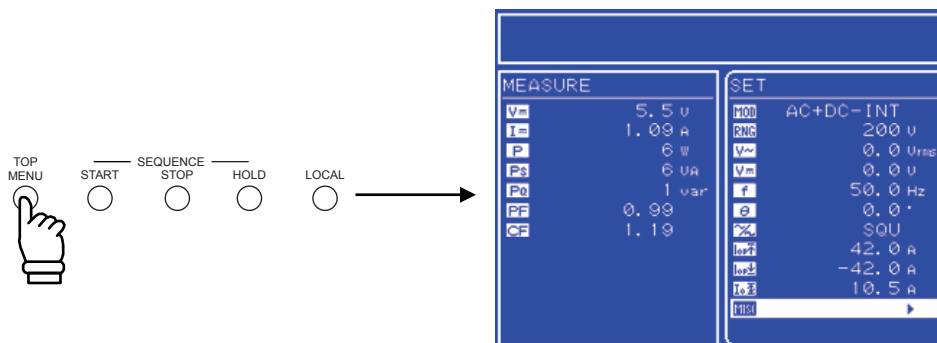 TOP
MENU
SEQUENCE
START
STOP
HOLD
LOCAL
MEASURE
Vm 5.5 V
Im 1.09 A
P 6 W
PS 6 VA
PQ 1 var
PF 0.99
CF 1.19
SET
MOD AC+DC-INT
RNG 200 V
V~ 0.0 Vrms
Vm 0.0 V
f 50.0 Hz
θ 0.0°
SQU
42.0 A
-42.0 A
10.5 A
MISC